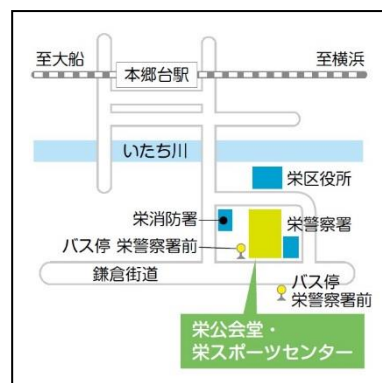 至大船
本郷台駅
至横浜
いたち川
栄区役所
栄消防署
栄警察署
バス停 栄警察署前
鎌倉街道
バス停
栄警察署前
栄公会堂・
栄スポーツセンター